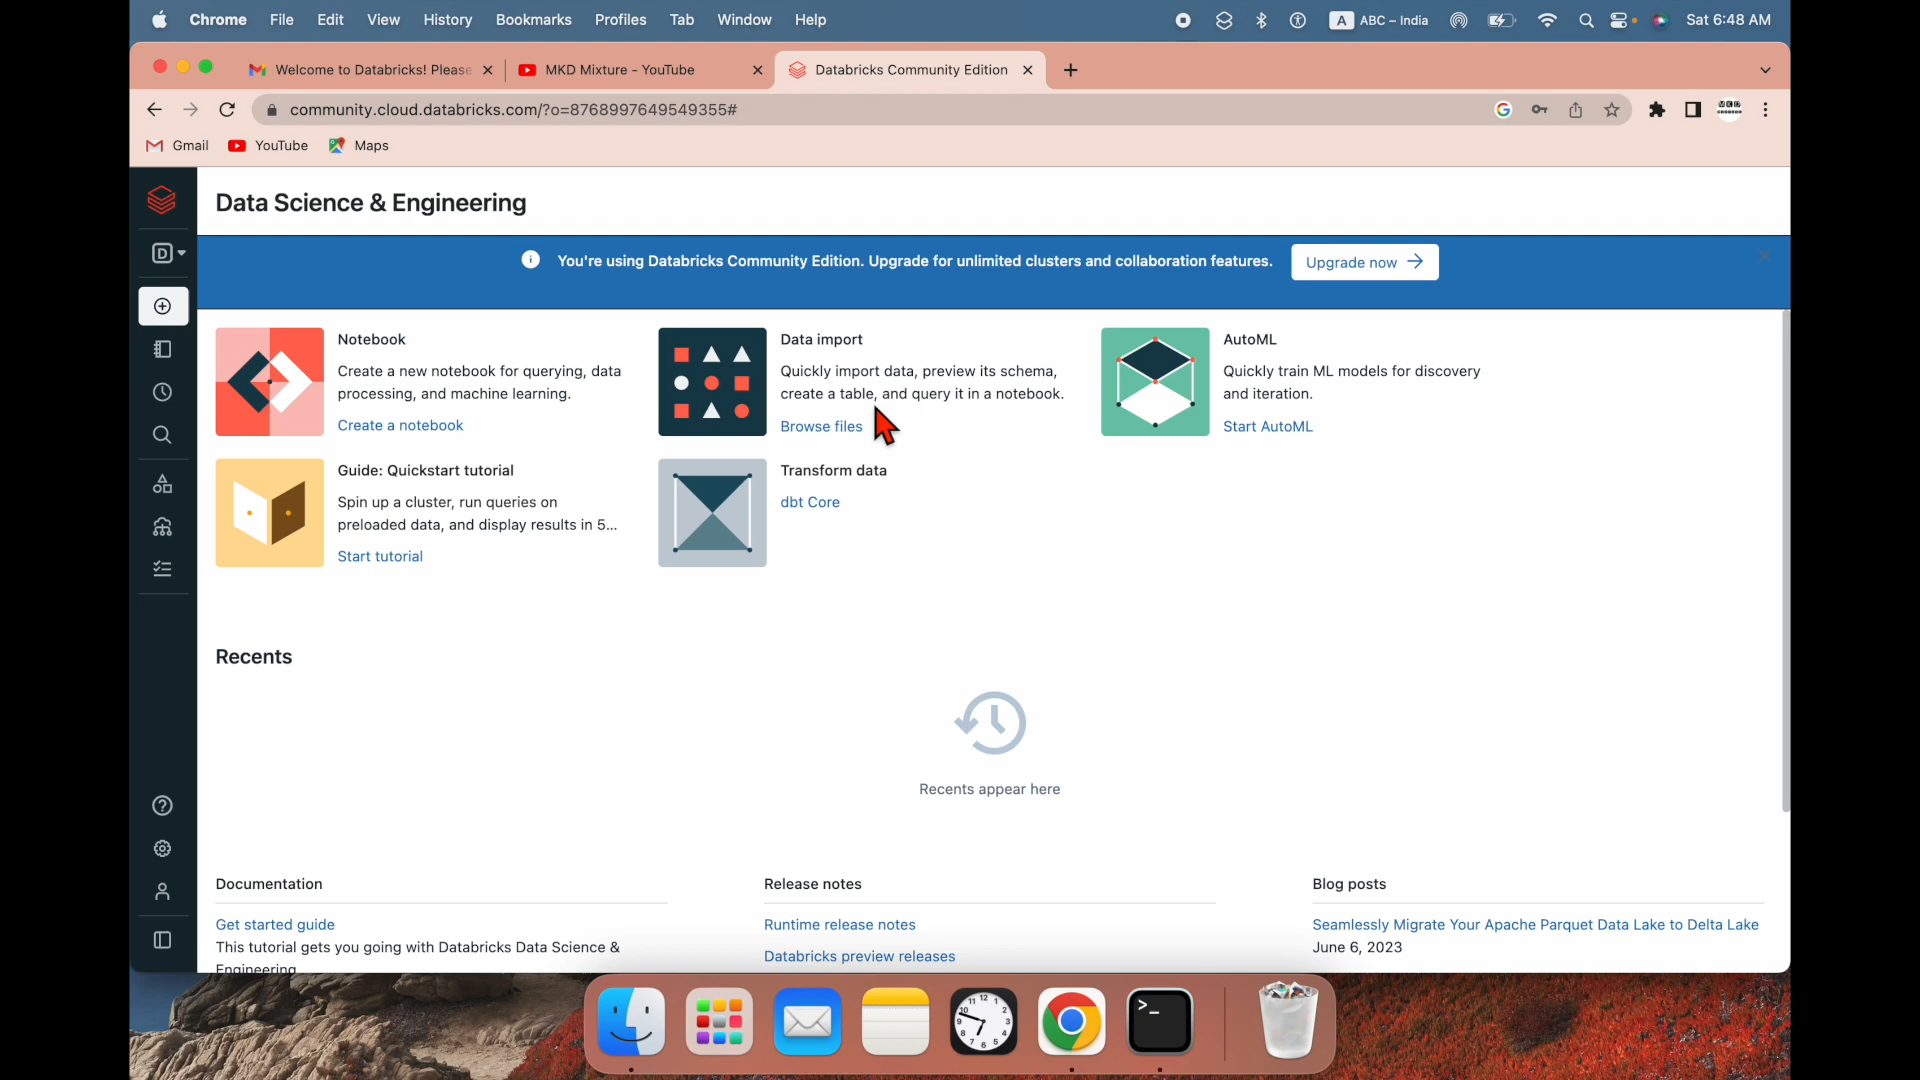 Chrome File Edit View History Bookmarks Profiles Tab Window Help
A ABC – India Sat 6:48 AM
Welcome to Databricks! Please
MKD Mixture - YouTube
Databricks Community Edition
community.cloud.databricks.com/?o=8768997649549355#
Gmail YouTube Maps
Data Science & Engineering
D
You're using Databricks Community Edition. Upgrade for unlimited clusters and collaboration features.
Upgrade now
Notebook
Create a new notebook for querying, data
processing, and machine learning.
Create a notebook
Data import
Quickly import data, preview its schema,
create a table, and query it in a notebook.
Browse files
AutoML
Quickly train ML models for discovery
and iteration.
Start AutoML
Guide: Quickstart tutorial
Spin up a cluster, run queries on
preloaded data, and display results in 5...
Start tutorial
Transform data
dbt Core
Recents
Recents appear here
Documentation
Get started guide
This tutorial gets you going with Databricks Data Science &
Engineering
Release notes
Runtime release notes
Databricks preview releases
Blog posts
Seamlessly Migrate Your Apache Parquet Data Lake to Delta Lake
June 6, 2023